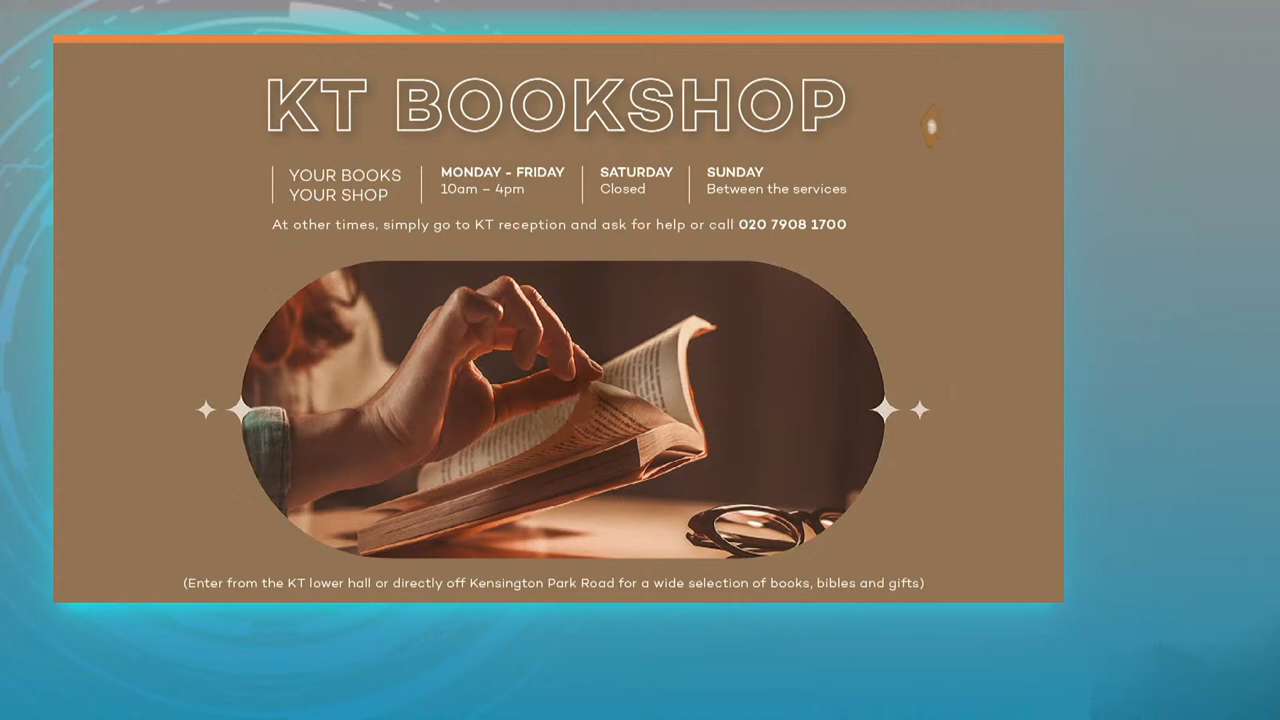 KT BOOKSHOP
YOUR BOOKS
YOUR SHOP
MONDAY - FRIDAY
10am – 4pm
SATURDAY
Closed
SUNDAY
Between the services
At other times, simply go to KT reception and ask for help or call 020 7908 1700
(Enter from the KT lower hall or directly off Kensington Park Road for a wide selection of books, bibles and gifts)